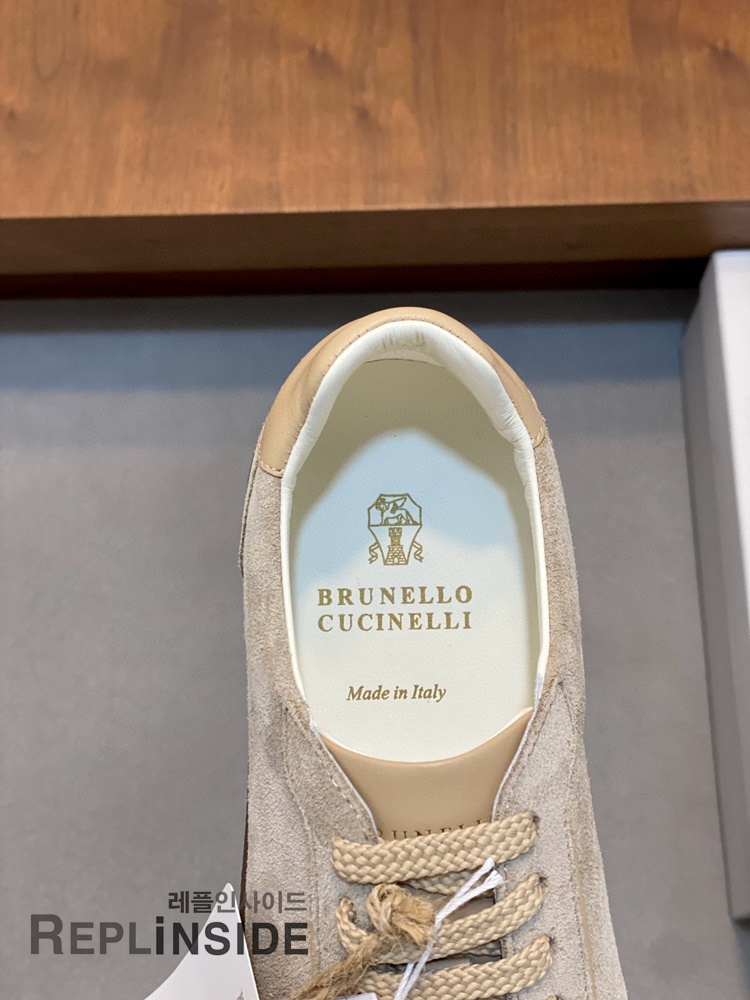 BRUNELLO
CUCINELLI
Made in Italy
레플인사이드
REPLINSIDE